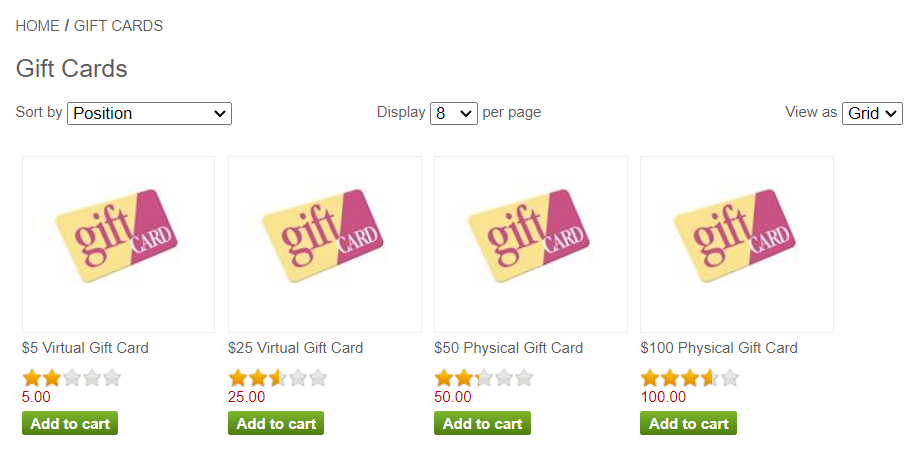 HOME / GIFT CARDS
Gift Cards
Sort by Position Display 8 per page View as Grid
gift CARD gift CARD gift CARD gift CARD
$5 Virtual Gift Card $25 Virtual Gift Card $50 Physical Gift Card $100 Physical Gift Card
5.00 25.00 50.00 100.00
Add to cart Add to cart Add to cart Add to cart